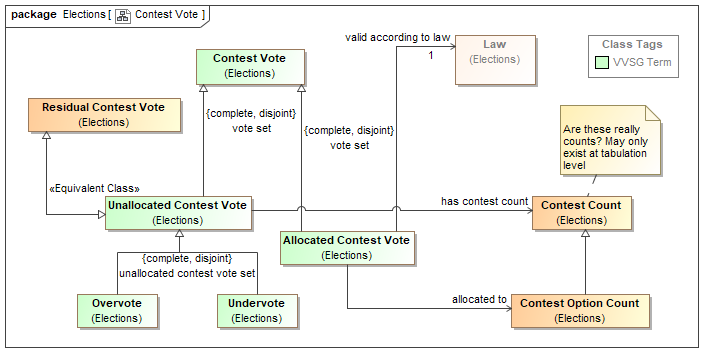 package Elections [ Contest Vote ]
valid according to law
1
Law
(Elections)
Class Tags
VVSG Term
Contest Vote
(Elections)
Residual Contest Vote
(Elections)
{complete, disjoint}
vote set
{complete, disjoint}
vote set
Are these really
counts? May only
exist at tabulation
level
«Equivalent Class»
Unallocated Contest Vote
(Elections)
has contest count
Contest Count
(Elections)
Allocated Contest Vote
(Elections)
{complete, disjoint}
unallocated contest vote set
Overvote
(Elections)
Undervote
(Elections)
allocated to
Contest Option Count
(Elections)